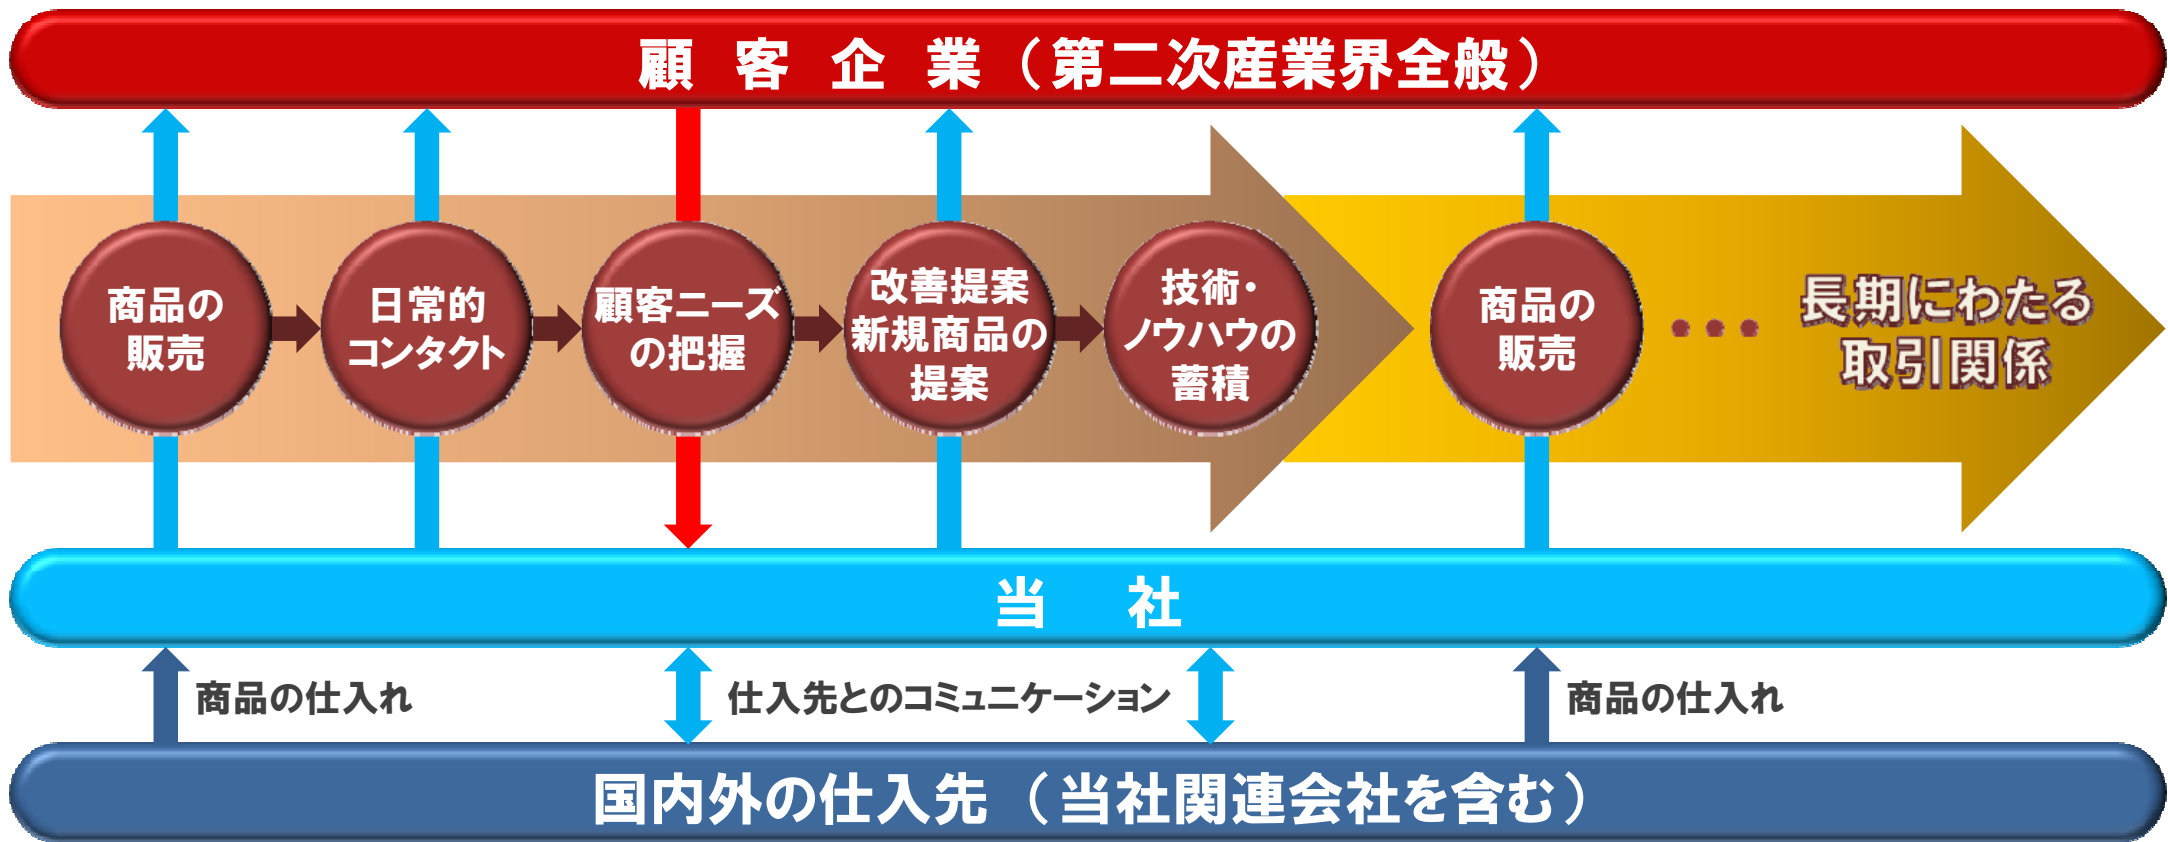 顧客企業（第二次産業界全般）
商品の
販売
日常的
コンタクト
顧客ニーズ
の把握
改善提案
新規商品の
提案
技術・
ノウハウの
蓄積
商品の
販売
・・・
長期にわたる
取引関係
当社
商品の仕入れ
仕入先とのコミュニケーション
商品の仕入れ
国内外の仕入先（当社関連会社を含む）